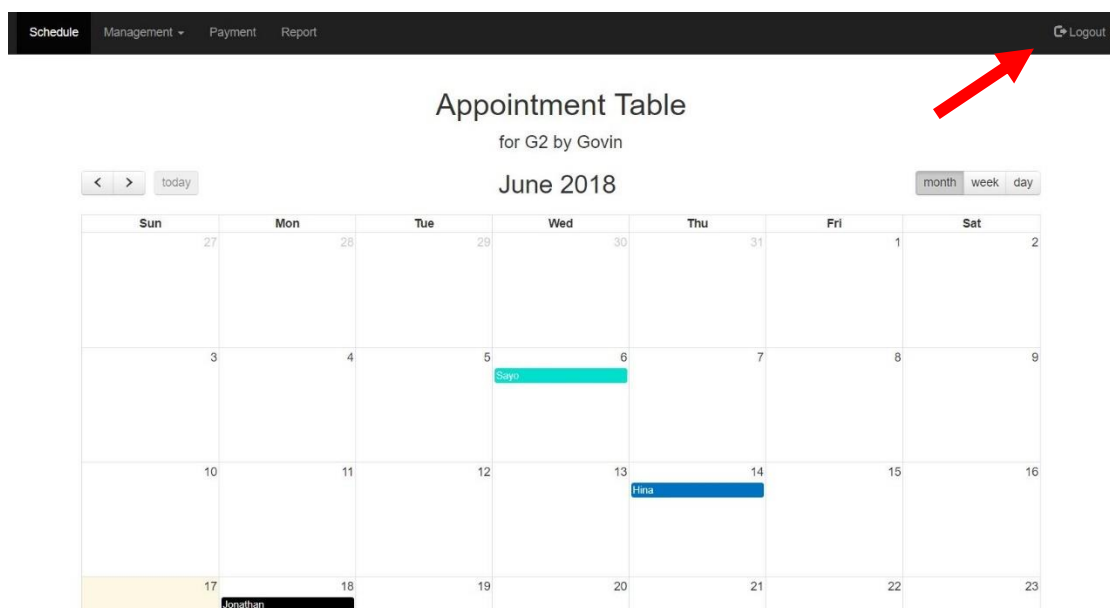 Schedule Management Payment Report Logout
Appointment Table
for G2 by Govin
today June 2018 month week day
Sun Mon Tue Wed Thu Fri Sat
27 28 29 30 31 1 2
3 4 5 6 7 8 9
Sayo
10 11 12 13 14 15 16
Hina
17 18 19 20 21 22 23
Jonathan